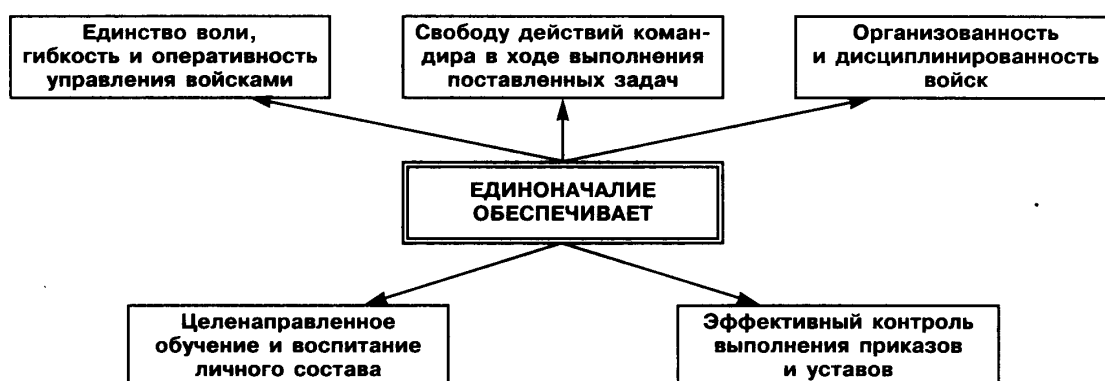 Единство воли,
гибкость и оперативность
управления войсками
Свободу действий коман-
дира в ходе выполнения
поставленных задач
Организованность
и дисциплинированность
войск
ЕДИНОНАЧАЛИЕ
ОБЕСПЕЧИВАЕТ
Целенаправленное
обучение и воспитание
личного состава
Эффективный контроль
выполнения приказов
и уставов